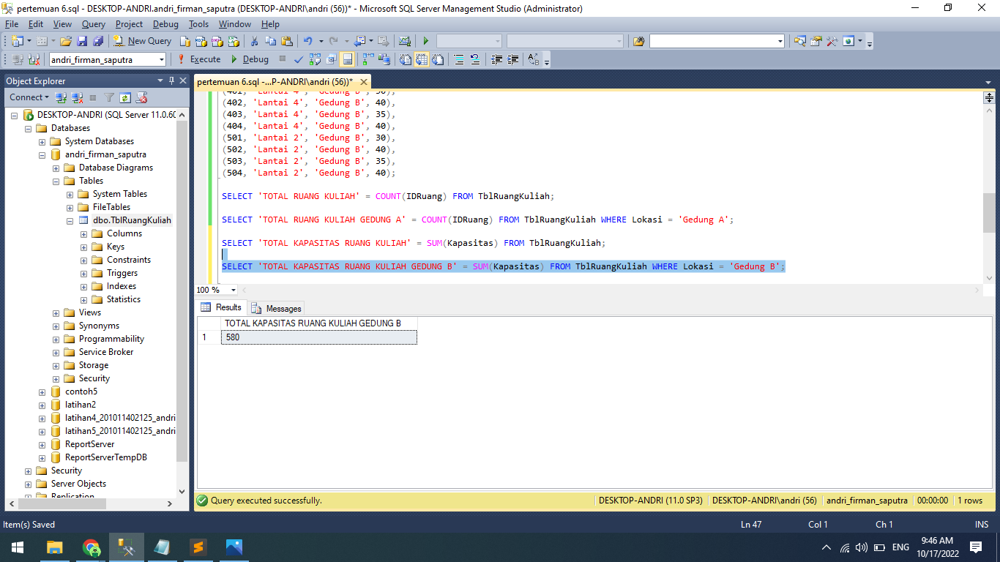 pertemuan 6.sql - DESKTOP-ANDRI.andri_firman_saputra (DESKTOP-ANDRI\andri (56))* - Microsoft SQL Server Management Studio (Administrator)
File Edit View Query Project Debug Tools Window Help
New Query
andri_firman_saputra Execute Debug
Object Explorer
Connect
DESKTOP-ANDRI (SQL Server 11.0.60
Databases
System Databases
andri_firman_saputra
Database Diagrams
Tables
System Tables
FileTables
dbo.TblRuangKuliah
Columns
Keys
Constraints
Triggers
Indexes
Statistics
Views
Synonyms
Programmability
Service Broker
Storage
Security
contoh5
latihan2
latihan4_201011402125_andri
latihan5_201011402125_andri
ReportServer
ReportServerTempDB
Security
Server Objects
Replication
pertemuan 6.sql -...P-ANDRI\andri (56))*
(401, 'Lantai 4', 'Gedung B', 30),
(402, 'Lantai 4', 'Gedung B', 40),
(403, 'Lantai 4', 'Gedung B', 35),
(404, 'Lantai 4', 'Gedung B', 40),
(501, 'Lantai 2', 'Gedung B', 30),
(502, 'Lantai 2', 'Gedung B', 40),
(503, 'Lantai 2', 'Gedung B', 35),
(504, 'Lantai 2', 'Gedung B', 40);
SELECT 'TOTAL RUANG KULIAH' = COUNT(IDRuang) FROM TblRuangKuliah;
SELECT 'TOTAL RUANG KULIAH GEDUNG A' = COUNT(IDRuang) FROM TblRuangKuliah WHERE Lokasi = 'Gedung A';
SELECT 'TOTAL KAPASITAS RUANG KULIAH' = SUM(Kapasitas) FROM TblRuangKuliah;
SELECT 'TOTAL KAPASITAS RUANG KULIAH GEDUNG B' = SUM(Kapasitas) FROM TblRuangKuliah WHERE Lokasi = 'Gedung B';
100 %
Results Messages
TOTAL KAPASITAS RUANG KULIAH GEDUNG B
1 580
Query executed successfully. DESKTOP-ANDRI (11.0 SP3) DESKTOP-ANDRI\andri (56) andri_firman_saputra 00:00:00 1 rows
Item(s) Saved Ln 47 Col 1 Ch 1 INS
ENG
9:46 AM
10/17/2022